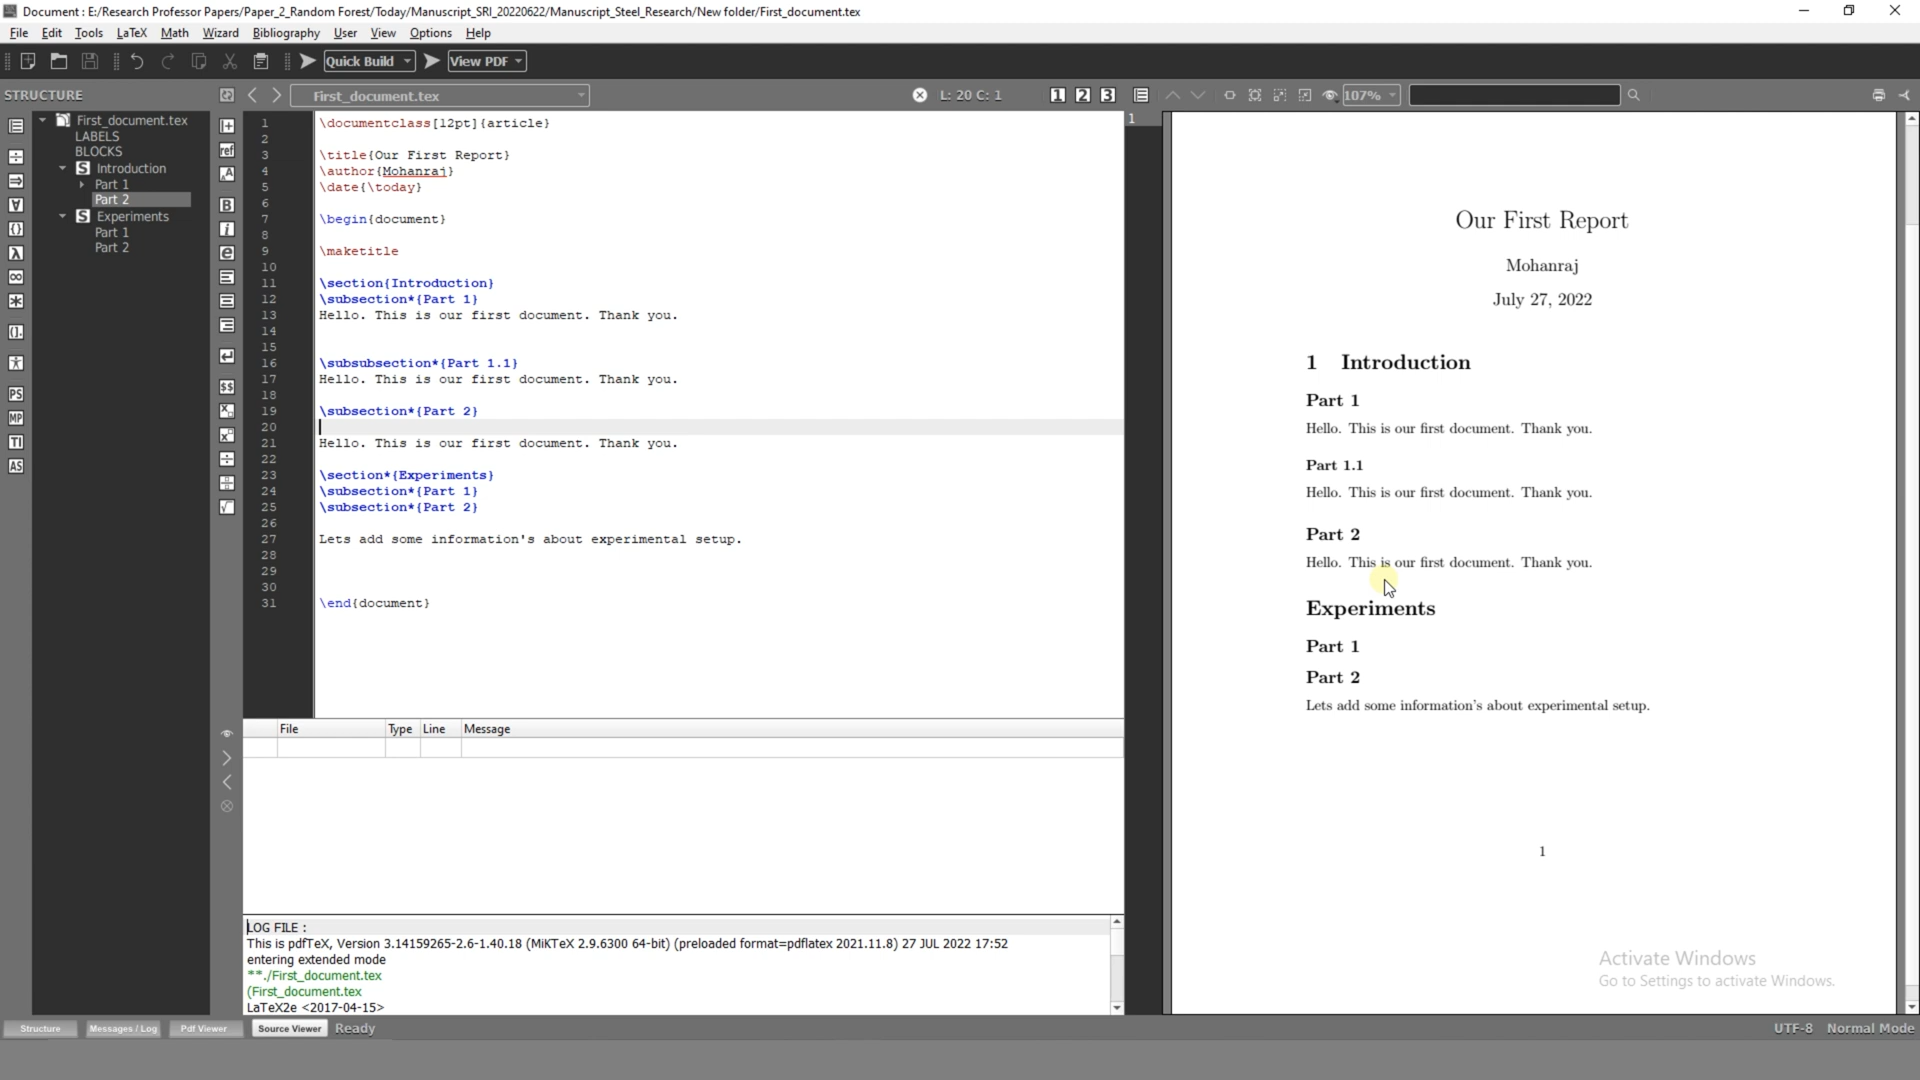 Document : E:/Research Professor Papers/Paper_2_Random Forest/Today/Manuscript_SRI_20220622/Manuscript_Steel_Research/New folder/First_document.tex
File Edit Tools LaTeX Math Wizard Bibliography User View Options Help
Quick Build View PDF
STRUCTURE
First_document.tex
L: 20 C: 1
1 2 3
107%
First_document.tex
LABELS
BLOCKS
S Introduction
Part 1
Part 2
S Experiments
Part 1
Part 2
PS
MP
TI
AS
ref
B
i
e
$$
1 \documentclass[12pt]{article}
2
3 \title{Our First Report}
4 \author{Mohanraj}
5 \date{\today}
6
7 \begin{document}
8
9 \maketitle
10
11 \section{Introduction}
12 \subsection*{Part 1}
13 Hello. This is our first document. Thank you.
14
15
16 \subsubsection*{Part 1.1}
17 Hello. This is our first document. Thank you.
18
19 \subsection*{Part 2}
20
21 Hello. This is our first document. Thank you.
22
23 \section*{Experiments}
24 \subsection*{Part 1}
25 \subsection*{Part 2}
26
27 Lets add some information's about experimental setup.
28
29
30
31 \end{document}
File Type Line Message
LOG FILE :
This is pdfTeX, Version 3.14159265-2.6-1.40.18 (MiKTeX 2.9.6300 64-bit) (preloaded format=pdflatex 2021.11.8) 27 JUL 2022 17:52
entering extended mode
**./First_document.tex
(First_document.tex
LaTeX2e <2017-04-15>
1
Our First Report
Mohanraj
July 27, 2022
1 Introduction
Part 1
Hello. This is our first document. Thank you.
Part 1.1
Hello. This is our first document. Thank you.
Part 2
Hello. This is our first document. Thank you.
Experiments
Part 1
Part 2
Lets add some information's about experimental setup.
1
Activate Windows
Go to Settings to activate Windows.
Structure Messages / Log Pdf Viewer Source Viewer Ready
UTF-8 Normal Mode